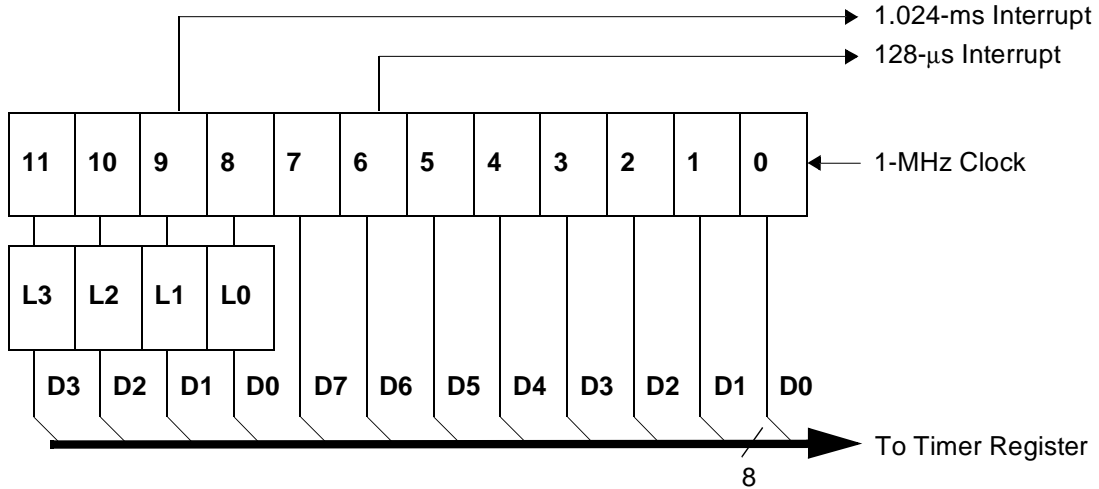 1.024-ms Interrupt
128-μs Interrupt
11 10 9 8 7 6 5 4 3 2 1 0
1-MHz Clock
L3 L2 L1 L0
D3 D2 D1 D0 D7 D6 D5 D4 D3 D2 D1 D0
To Timer Register
8